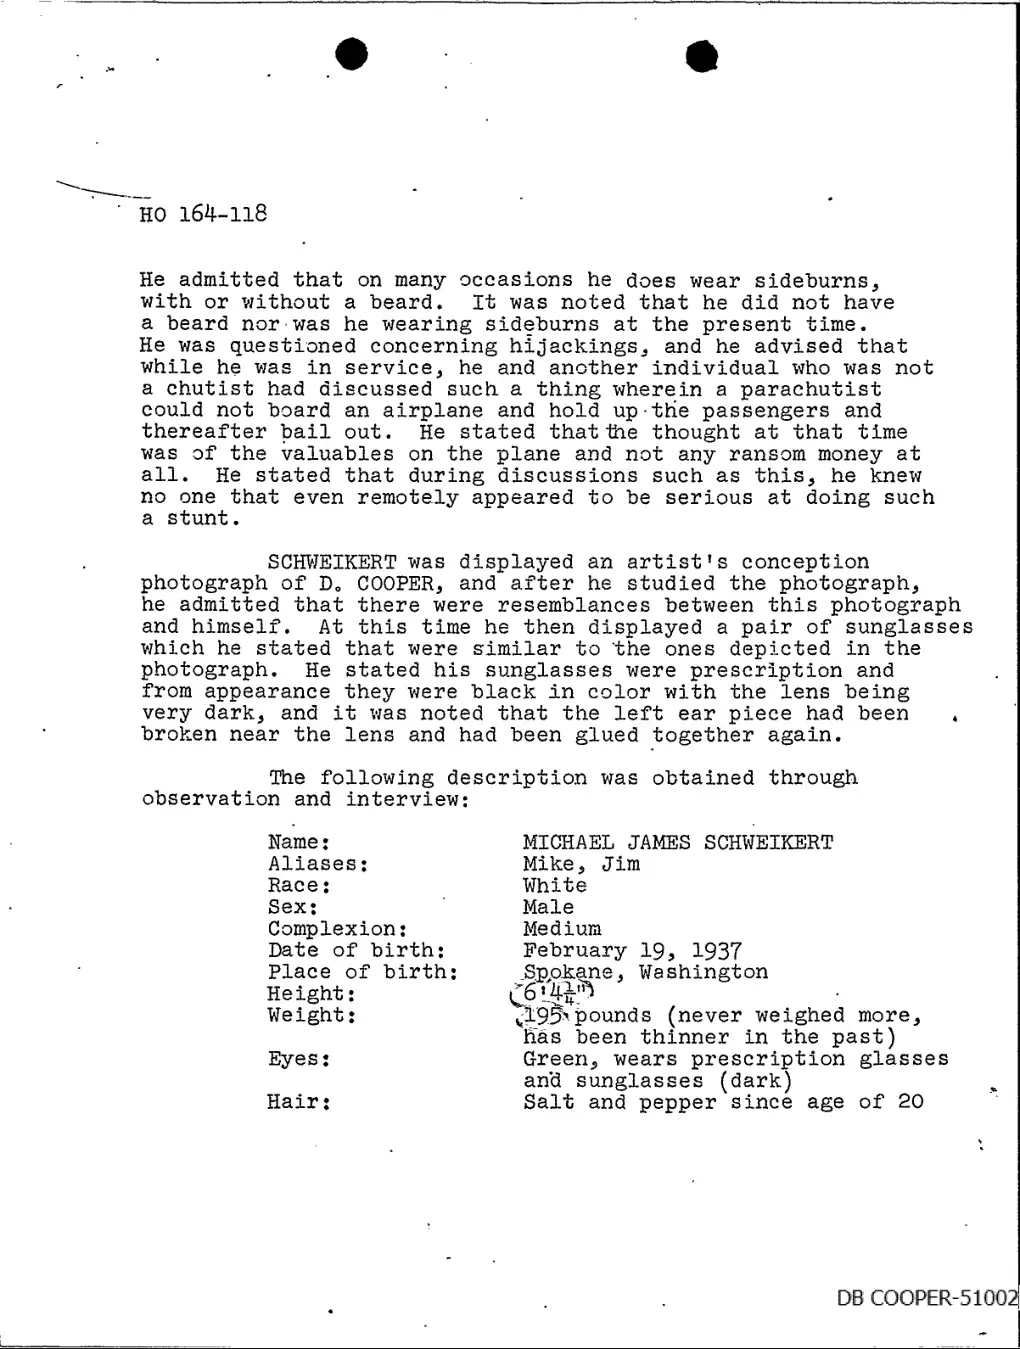 HO 164-118
He admitted that on many occasions he does wear sideburns,
with or without a beard. It was noted that he did not have
a beard nor was he wearing sideburns at the present time.
He was questioned concerning hijackings, and he advised that
while he was in service, he and another individual who was not
a chutist had discussed such a thing wherein a parachutist
could not board an airplane and hold up the passengers and
thereafter bail out. He stated that the thought at that time
was of the valuables on the plane and not any ransom money at
all. He stated that during discussions such as this, he knew
no one that even remotely appeared to be serious at doing such
a stunt.
SCHWEIKERT was displayed an artist's conception
photograph of D. COOPER, and after he studied the photograph,
he admitted that there were resemblances between this photograph
and himself. At this time he then displayed a pair of sunglasses
which he stated that were similar to the ones depicted in the
photograph. He stated his sunglasses were prescription and
from appearance they were black in color with the lens being
very dark, and it was noted that the left ear piece had been
broken near the lens and had been glued together again.
The following description was obtained through
observation and interview:
Name: MICHAEL JAMES SCHWEIKERT
Aliases: Mike, Jim
Race: White
Sex: Male
Complexion: Medium
Date of birth: February 19, 1937
Place of birth: Spokane, Washington
Height: 6'4¼"
Weight: 195 pounds (never weighed more,
has been thinner in the past)
Eyes: Green, wears prescription glasses
and sunglasses (dark)
Hair: Salt and pepper since age of 20
DB COOPER-51002